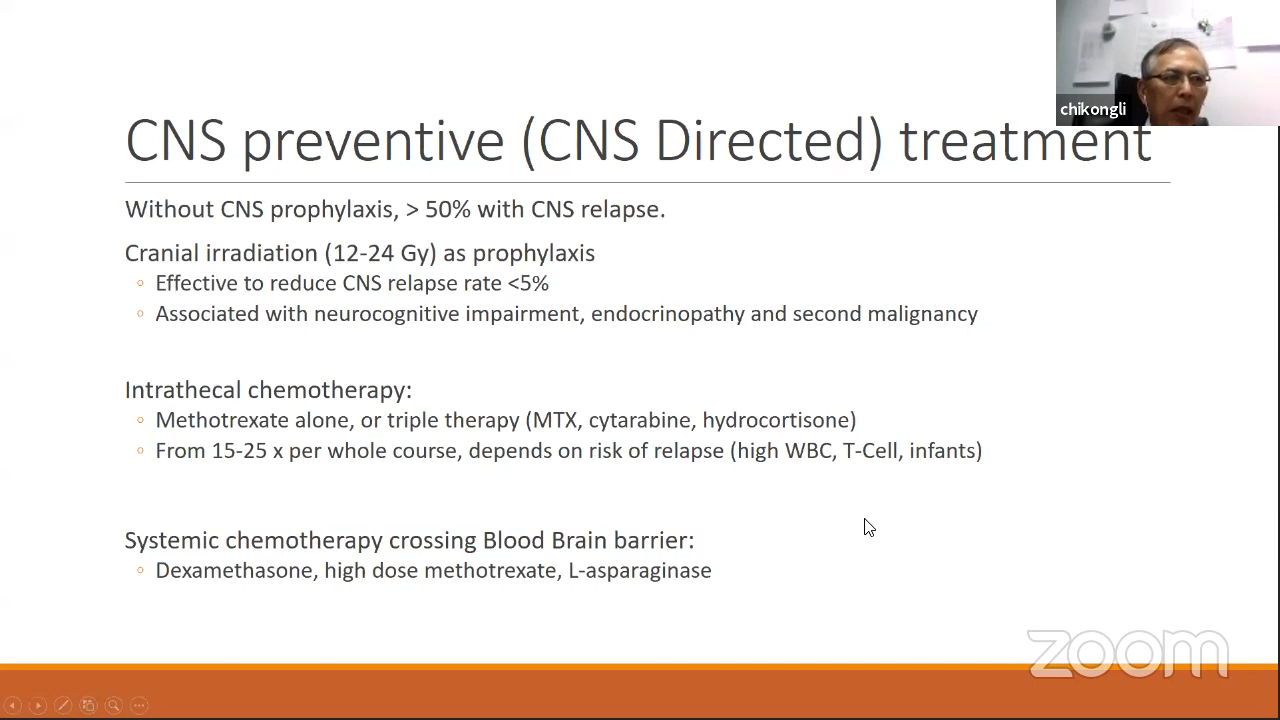 chikongli
CNS preventive (CNS Directed) treatment
Without CNS prophylaxis, > 50% with CNS relapse.
Cranial irradiation (12-24 Gy) as prophylaxis
◦ Effective to reduce CNS relapse rate <5%
◦ Associated with neurocognitive impairment, endocrinopathy and second malignancy
Intrathecal chemotherapy:
◦ Methotrexate alone, or triple therapy (MTX, cytarabine, hydrocortisone)
◦ From 15-25 x per whole course, depends on risk of relapse (high WBC, T-Cell, infants)
Systemic chemotherapy crossing Blood Brain barrier:
◦ Dexamethasone, high dose methotrexate, L-asparaginase
zoom